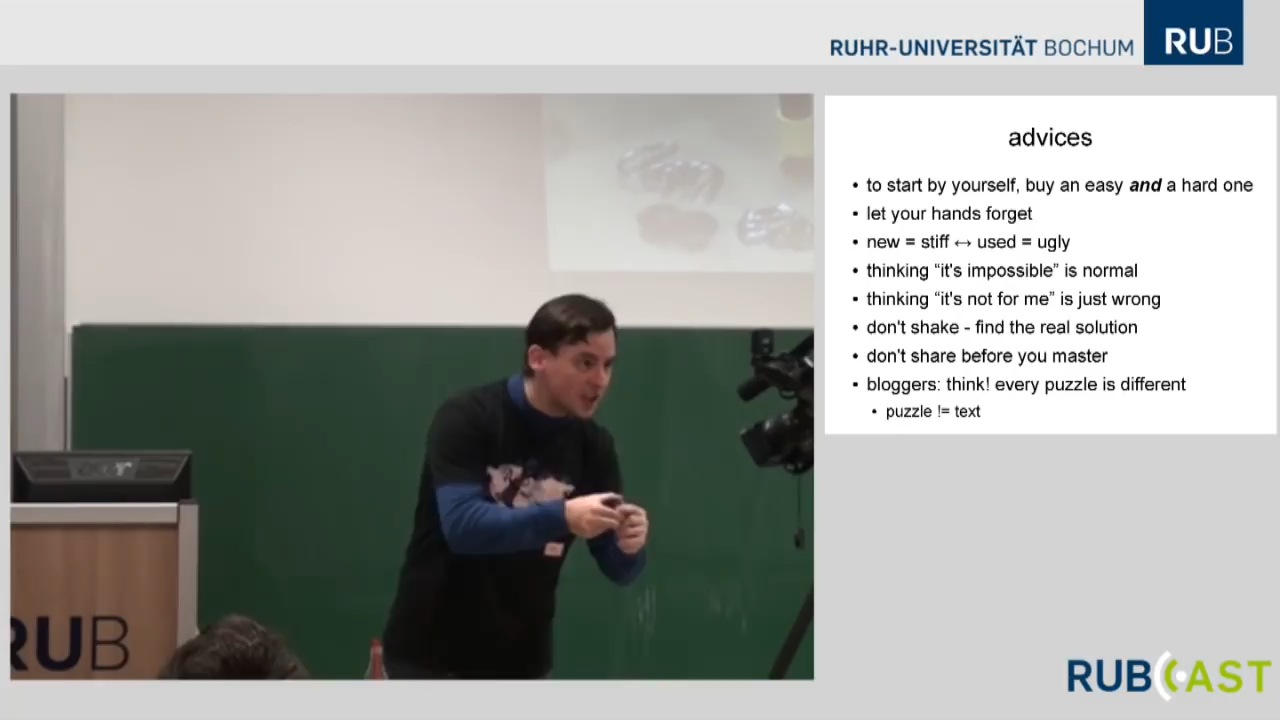 RUHR-UNIVERSITÄT BOCHUM
RUB
advices
• to start by yourself, buy an easy and a hard one
• let your hands forget
• new = stiff ↔ used = ugly
• thinking “it's impossible” is normal
• thinking “it's not for me” is just wrong
• don't shake - find the real solution
• don't share before you master
• bloggers: think! every puzzle is different
• puzzle != text
RUB
RUBCAST